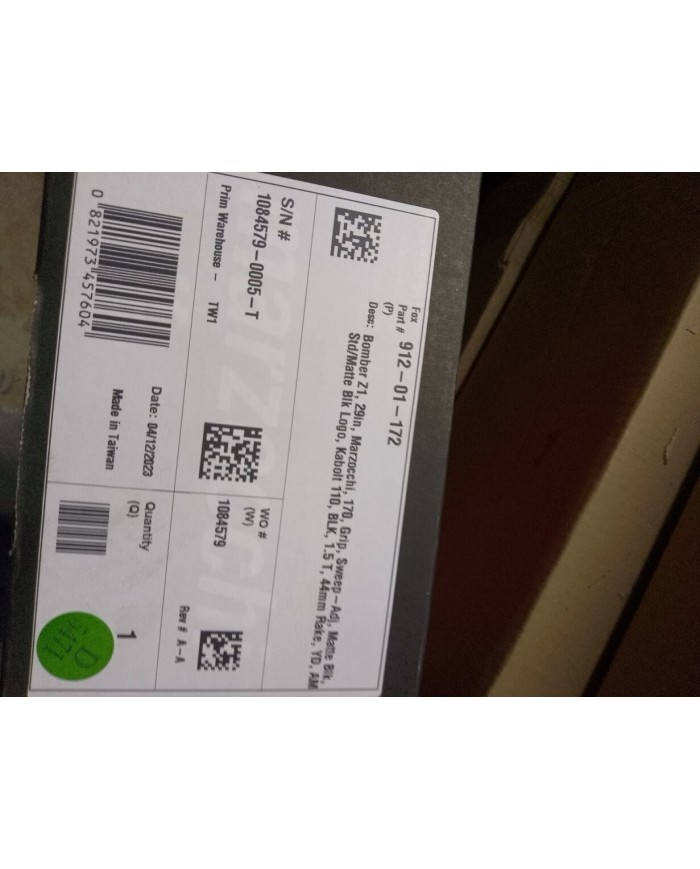 Fox
Part # 912-01-172
(P)
Desc: Bomber Z1, 29in, Marzocchi, 170, Grip, Sweep-Adj, Matte Blk,
Std/Matte Blk Logo, Kabolt 110, BLK, 1.5 T, 44mm Rake, YD, AM
S/N #
1084579-0005-T
Prim Warehouse - TW1
WO #
(W)
1084579
Rev # A-A
0 821973 457604
Date: 04/12/2023
Made in Taiwan
Quantity
(Q)
1
marzocchi
D